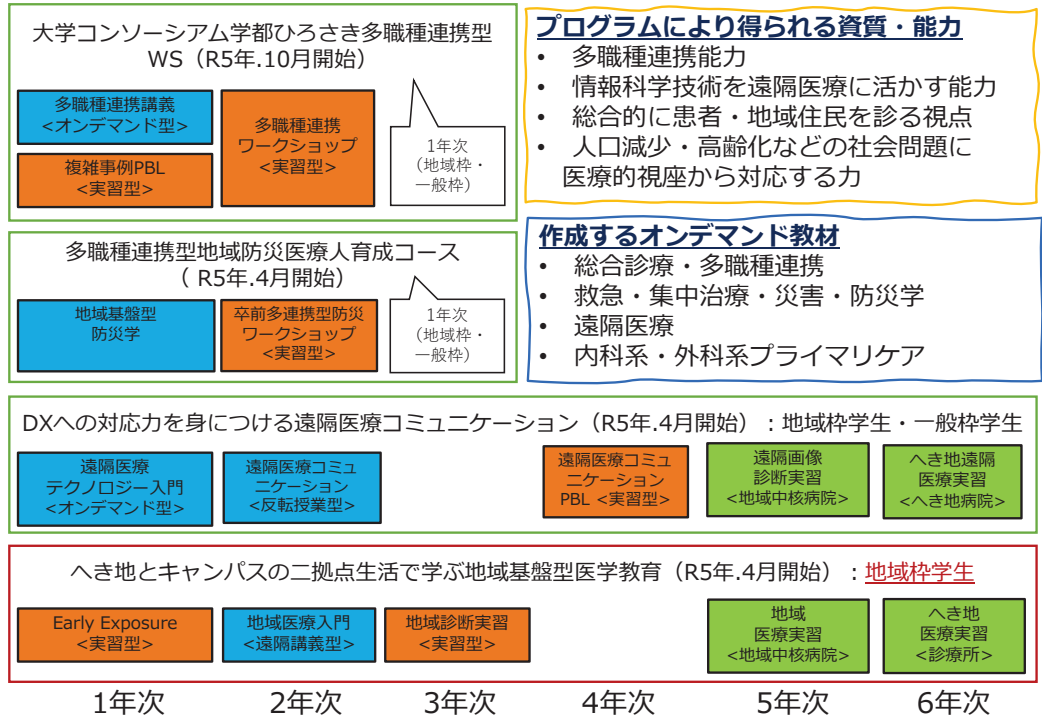 大学コンソーシアム学都ひろさき多職種連携型
WS（R5年.10月開始）
多職種連携講義
<オンデマンド型>
複雑事例PBL
<実習型>
多職種連携
ワークショップ
<実習型>
1年次
（地域枠・
一般枠）
プログラムにより得られる資質・能力
• 多職種連携能力
• 情報科学技術を遠隔医療に活かす能力
• 総合的に患者・地域住民を診る視点
• 人口減少・高齢化などの社会問題に
医療的視座から対応する力
多職種連携型地域防災医療人育成コース
（ R5年.4月開始）
地域基盤型
防災学
卒前多連携型防災
ワークショップ
<実習型>
1年次
（地域枠・
一般枠）
作成するオンデマンド教材
• 総合診療・多職種連携
• 救急・集中治療・災害・防災学
• 遠隔医療
• 内科系・外科系プライマリケア
DXへの対応力を身につける遠隔医療コミュニケーション（R5年.4月開始）：地域枠学生・一般枠学生
遠隔医療
テクノロジー入門
<オンデマンド型>
遠隔医療コミュ
ニケーション
<反転授業型>
遠隔医療コミュ
ニケーション
PBL <実習型>
遠隔画像
診断実習
<地域中核病院>
へき地遠隔
医療実習
<へき地病院>
へき地とキャンパスの二拠点生活で学ぶ地域基盤型医学教育（R5年.4月開始）：地域枠学生
Early Exposure
<実習型>
地域医療入門
<遠隔講義型>
地域診断実習
<実習型>
地域
医療実習
<地域中核病院>
へき地
医療実習
<診療所>
1年次 2年次 3年次 4年次 5年次 6年次